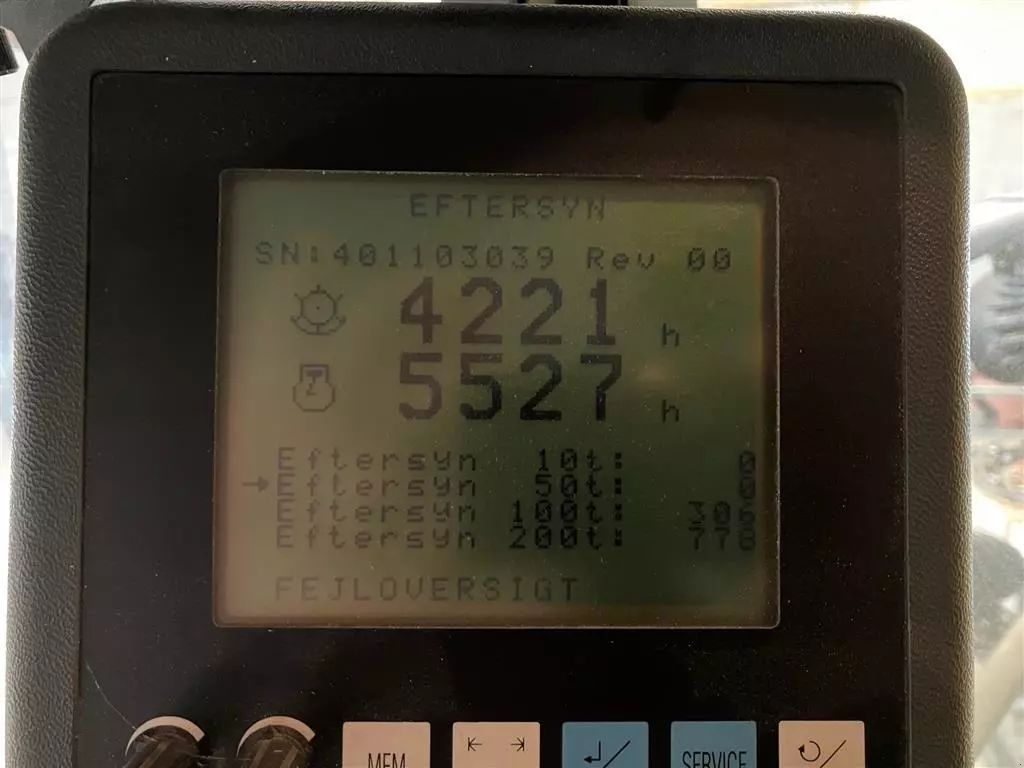 EFTERSYN
SN:401103039 Rev 00
4221 h
5527 h
Eftersyn 10t: 0
→Eftersyn 50t: 0
Eftersyn 100t: 306
Eftersyn 200t: 778
FEJLOVERSIGT
MEM
SERVICE